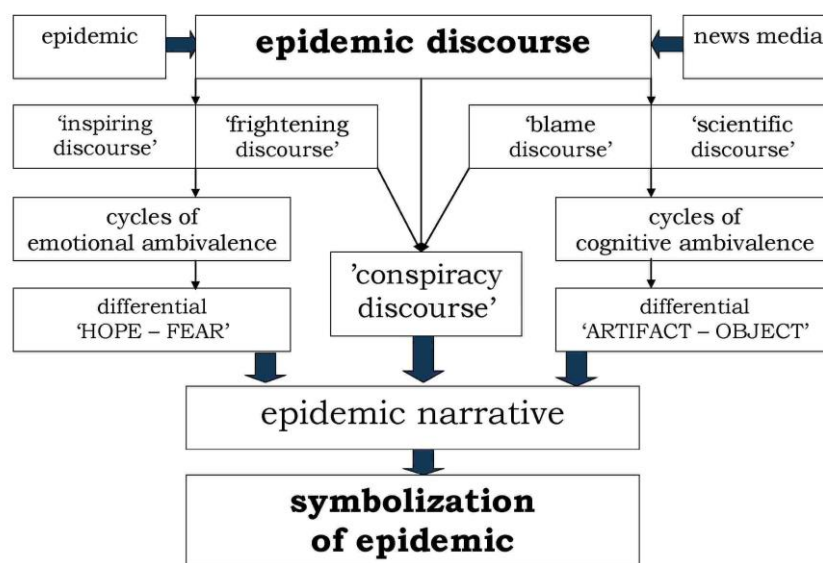 epidemic
epidemic discourse
news media
‘inspiring
discourse’
‘frightening
discourse’
‘blame
discourse’
‘scientific
discourse’
cycles of
emotional ambivalence
cycles of
cognitive ambivalence
’conspiracy
discourse’
differential
‘HOPE – FEAR’
differential
‘ARTIFACT – OBJECT’
epidemic narrative
symbolization
of epidemic